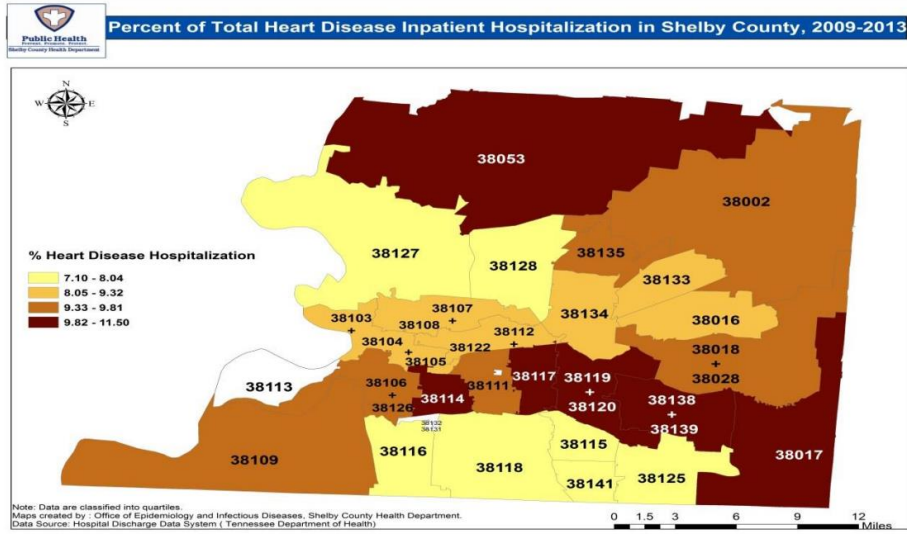 Public Health
Prevent. Promote. Protect.
Shelby County Health Department
Percent of Total Heart Disease Inpatient Hospitalization in Shelby County, 2009-2013
N
W E
S
38053
38002
38127
38128
38135
38133
38134
38016
38103
38107
38108
38112
38104
38122
38105
38018
38028
38113
38106
38126
38114
38111
38117
38119
38120
38138
38139
38132
38131
38109
38116
38118
38115
38141
38125
38017
% Heart Disease Hospitalization
7.10 - 8.04
8.05 - 9.32
9.33 - 9.81
9.82 - 11.50
Note: Data are classified into quartiles.
Maps created by : Office of Epidemiology and Infectious Diseases, Shelby County Health Department.
Data Source: Hospital Discharge Data System ( Tennessee Department of Health)
0 1.5 3 6 9 12
Miles